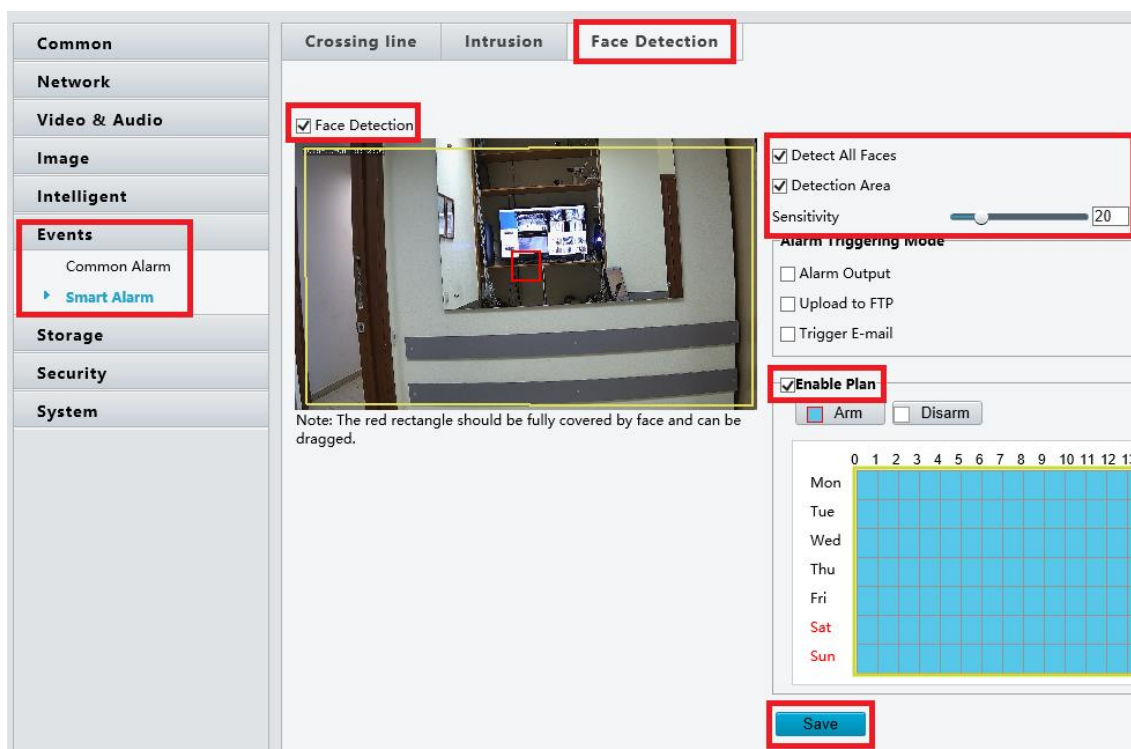 Common
Network
Video & Audio
Image
Intelligent
Events
Common Alarm
Smart Alarm
Storage
Security
System
Crossing line Intrusion Face Detection
Face Detection
Note: The red rectangle should be fully covered by face and can be
dragged.
Detect All Faces
Detection Area
Sensitivity 20
Alarm Triggering Mode
Alarm Output
Upload to FTP
Trigger E-mail
Enable Plan
Arm Disarm
0 1 2 3 4 5 6 7 8 9 10 11 12 13
Mon
Tue
Wed
Thu
Fri
Sat
Sun
Save